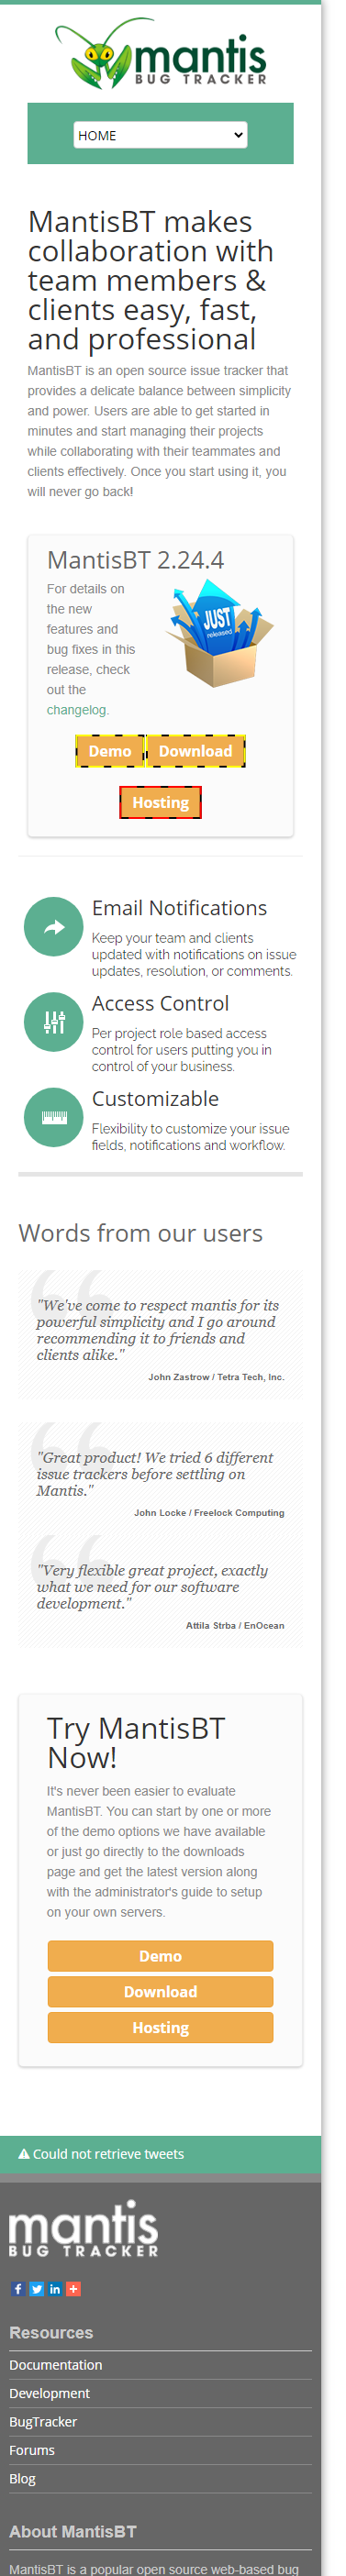 mantis
BUG TRACKER
HOME
MantisBT makes
collaboration with
team members &
clients easy, fast,
and professional
MantisBT is an open source issue tracker that
provides a delicate balance between simplicity
and power. Users are able to get started in
minutes and start managing their projects
while collaborating with their teammates and
clients effectively. Once you start using it, you
will never go back!
MantisBT 2.24.4
For details on
the new
features and
bug fixes in this
release, check
out the
changelog.
JUST
released
Demo
Download
Hosting
Email Notifications
Keep your team and clients
updated with notifications on issue
updates, resolution, or comments.
Access Control
Per project role based access
control for users putting you in
control of your business.
Customizable
Flexibility to customize your issue
fields, notifications and workflow.
Words from our users
"We've come to respect mantis for its
powerful simplicity and I go around
recommending it to friends and
clients alike."
John Zastrow / Tetra Tech, Inc.
"Great product! We tried 6 different
issue trackers before settling on
Mantis."
John Locke / Freelock Computing
"Very flexible great project, exactly
what we need for our software
development."
Attila Strba / EnOcean
Try MantisBT
Now!
It's never been easier to evaluate
MantisBT. You can start by one or more
of the demo options we have available
or just go directly to the downloads
page and get the latest version along
with the administrator's guide to setup
on your own servers.
Demo
Download
Hosting
Could not retrieve tweets
mantis
BUG TRACKER
Resources
Documentation
Development
BugTracker
Forums
Blog
About MantisBT
MantisBT is a popular open source web-based bug